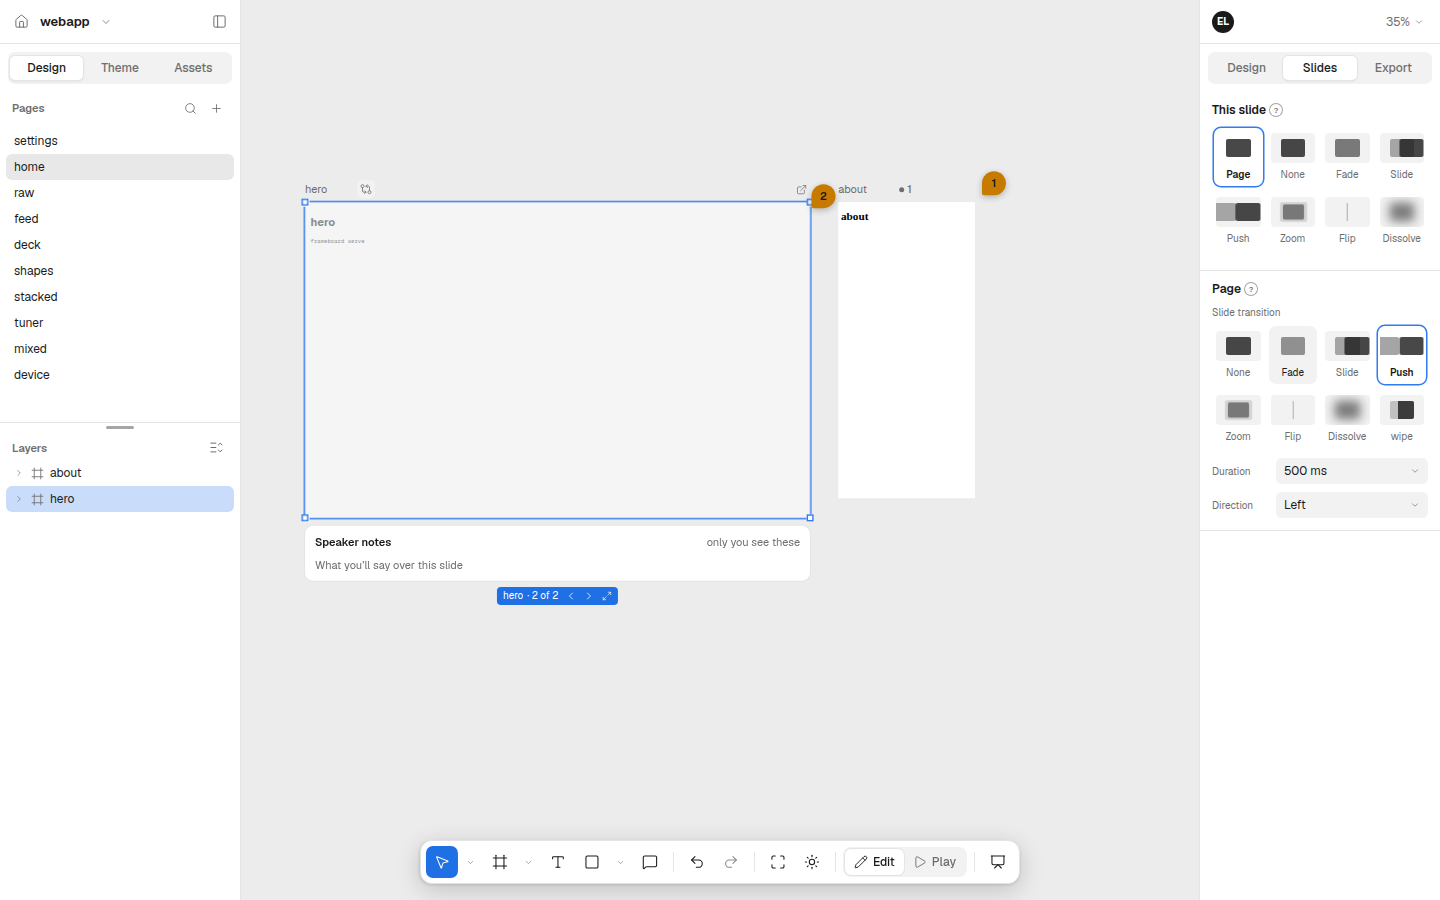 webapp
Design
Theme
Assets
Pages
settings
home
raw
feed
deck
shapes
stacked
tuner
mixed
device
Layers
about
hero
hero
2
about
1
1
hero
frameboard serve
about
Speaker notes
only you see these
What you'll say over this slide
hero · 2 of 2
Edit
Play
EL
35%
Design
Slides
Export
This slide ?
Page
None
Fade
Slide
Push
Zoom
Flip
Dissolve
Page ?
Slide transition
None
Fade
Slide
Push
Zoom
Flip
Dissolve
wipe
Duration
500 ms
Direction
Left